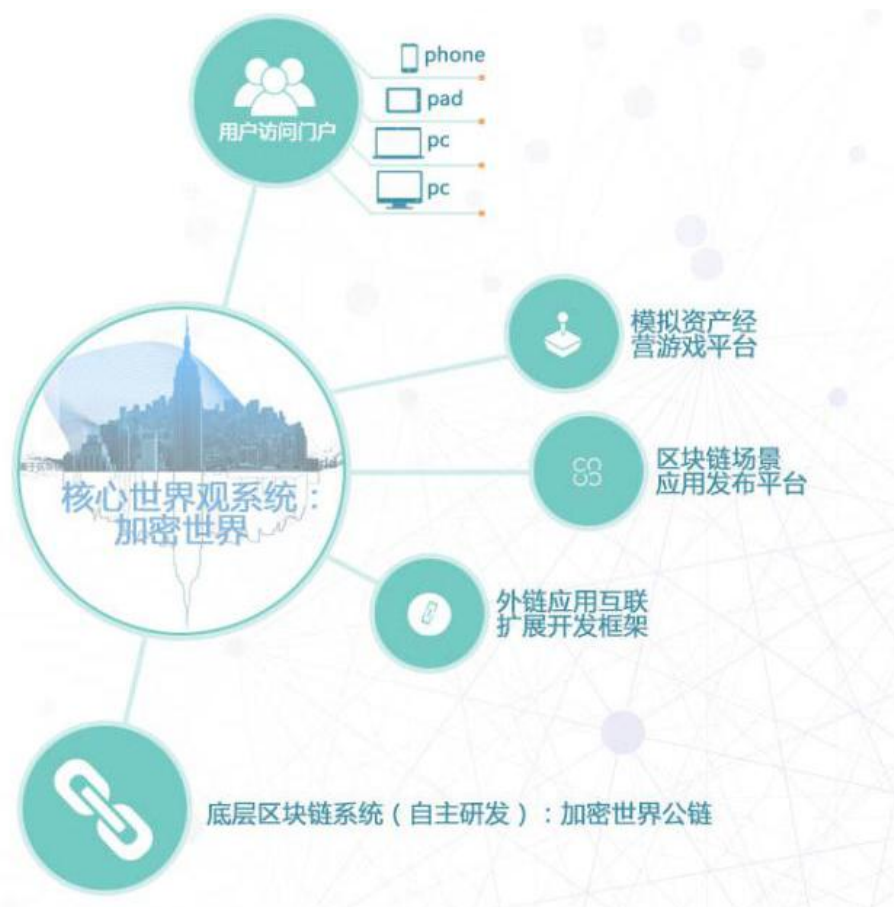 phone
pad
pc
pc
用户访问门户
模拟资产经
营游戏平台
区块链场景
应用发布平台
核心世界观系统：
加密世界
外链应用互联
扩展开发框架
底层区块链系统（自主研发）：加密世界公链